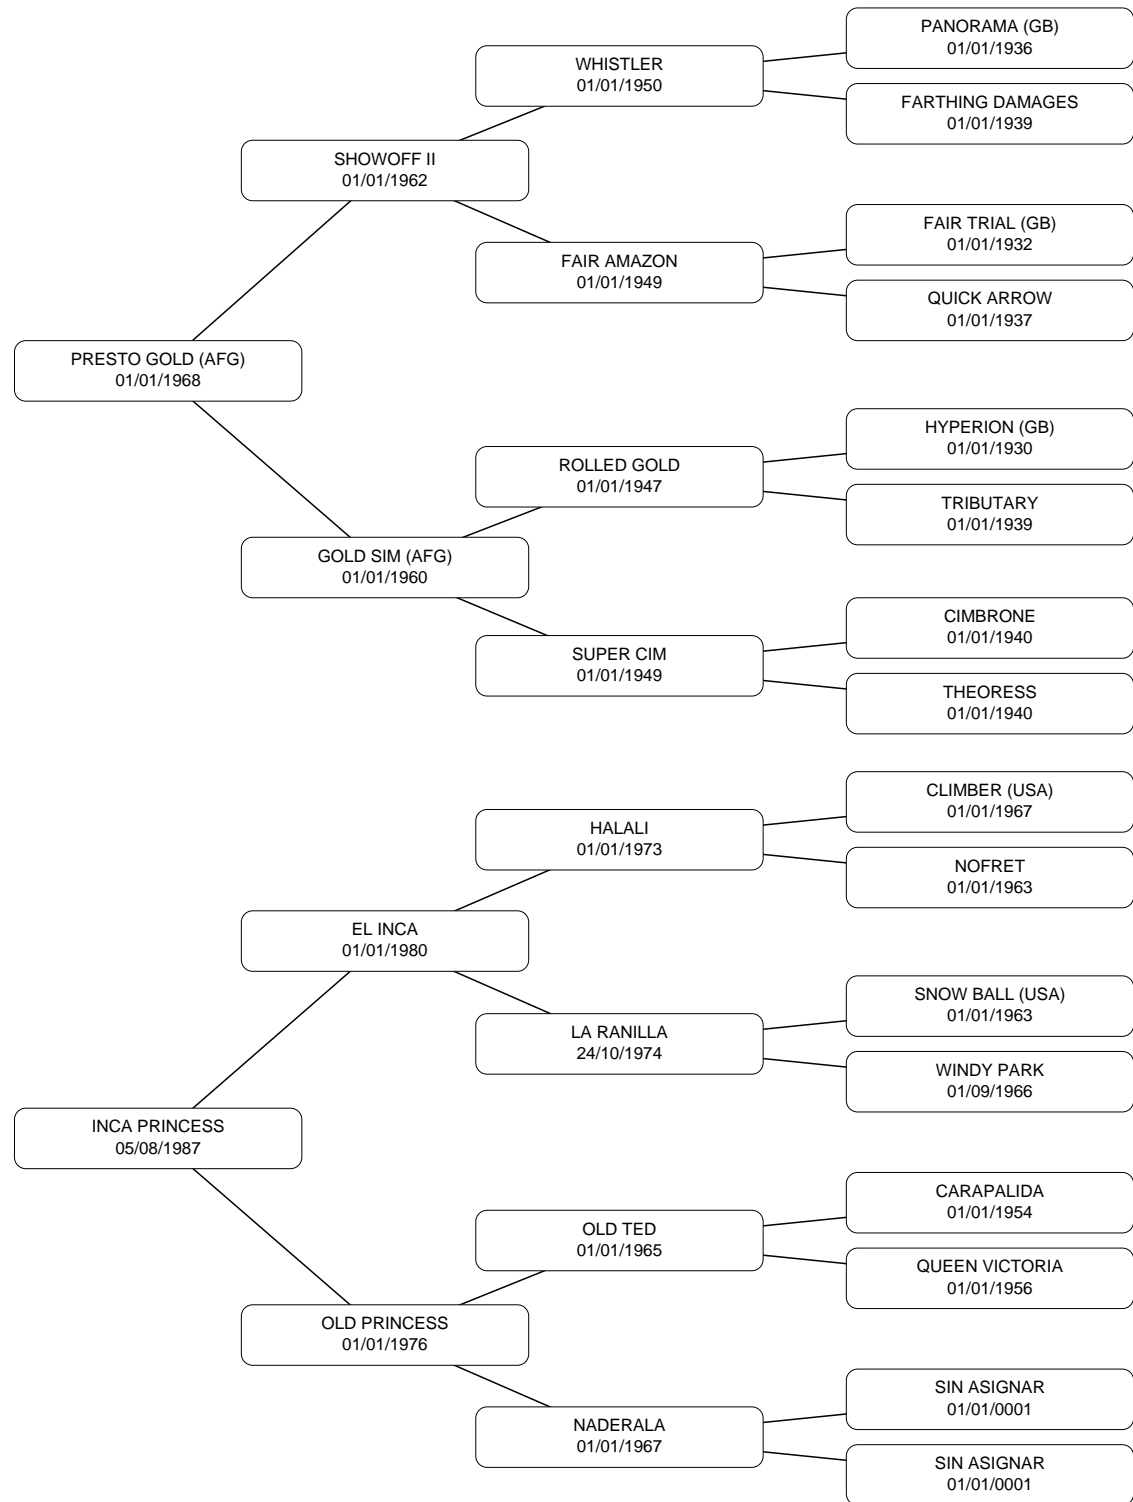 PANORAMA (GB)
01/01/1936
WHISTLER
01/01/1950
FARTHING DAMAGES
01/01/1939
SHOWOFF II
01/01/1962
FAIR TRIAL (GB)
01/01/1932
FAIR AMAZON
01/01/1949
QUICK ARROW
01/01/1937
PRESTO GOLD (AFG)
01/01/1968
HYPERION (GB)
01/01/1930
ROLLED GOLD
01/01/1947
TRIBUTARY
01/01/1939
GOLD SIM (AFG)
01/01/1960
CIMBRONE
01/01/1940
SUPER CIM
01/01/1949
THEORESS
01/01/1940
CLIMBER (USA)
01/01/1967
HALALI
01/01/1973
NOFRET
01/01/1963
EL INCA
01/01/1980
SNOW BALL (USA)
01/01/1963
LA RANILLA
24/10/1974
WINDY PARK
01/09/1966
INCA PRINCESS
05/08/1987
CARAPALIDA
01/01/1954
OLD TED
01/01/1965
QUEEN VICTORIA
01/01/1956
OLD PRINCESS
01/01/1976
SIN ASIGNAR
01/01/0001
NADERALA
01/01/1967
SIN ASIGNAR
01/01/0001